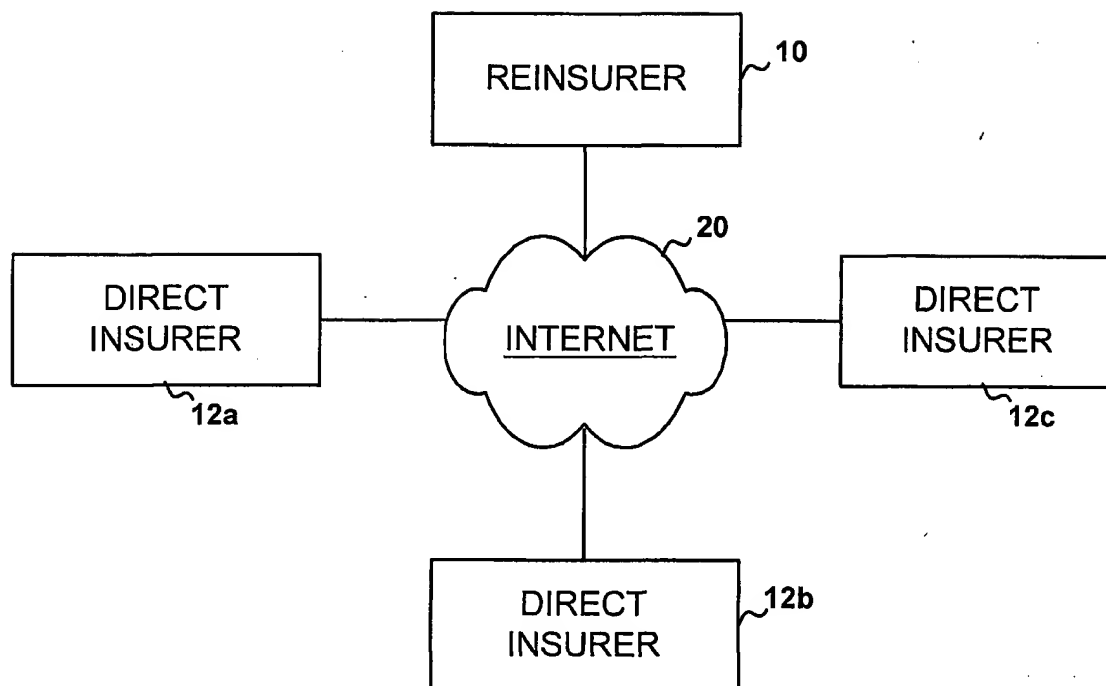 REINSURER
10
20
DIRECT
INSURER
12a
INTERNET
DIRECT
INSURER
12c
DIRECT
INSURER
12b